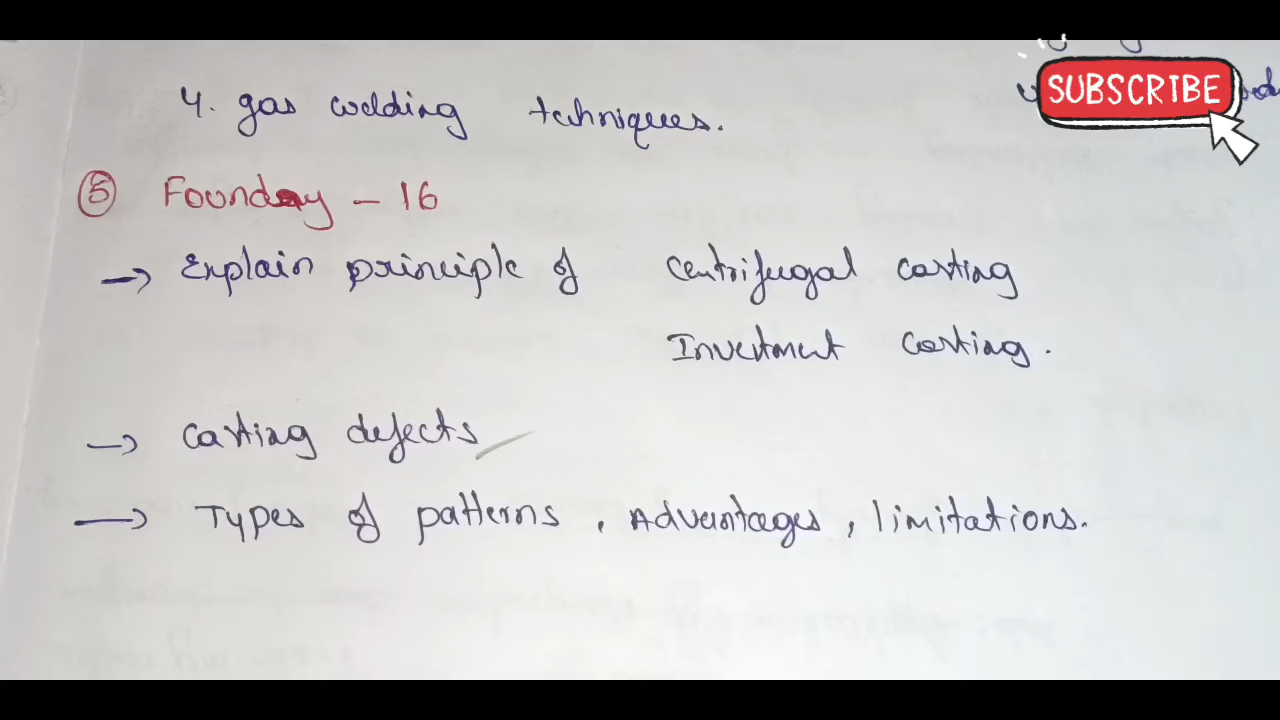 SUBSCRIBE
4. gas welding techniques.
⑤ Foundry – 16
→ Explain principle of centrifugal casting
Investment casting.
→ casting defects
→ Types of patterns, Advantages, limitations.